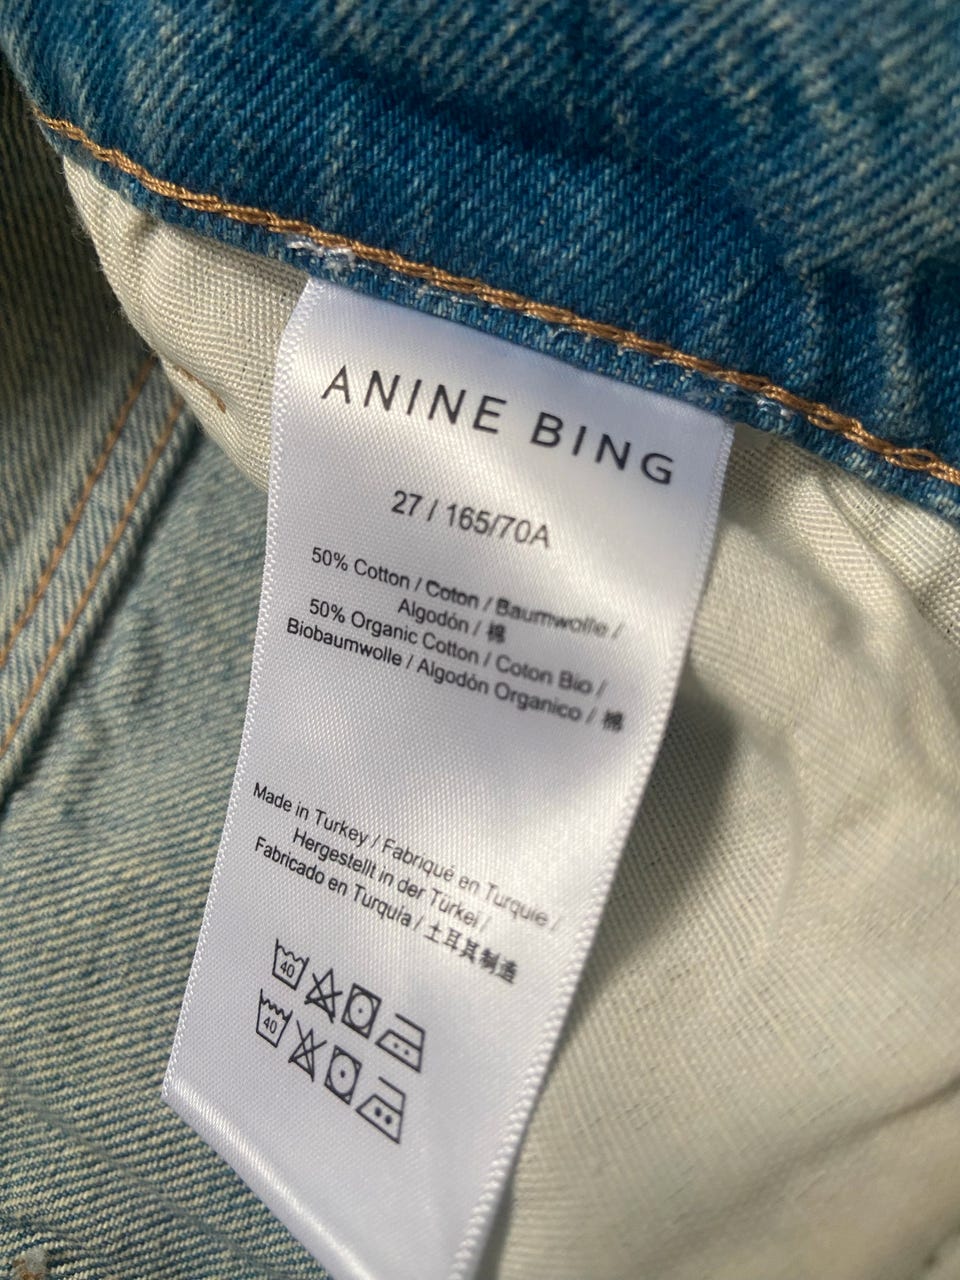 ANINE BING
27 / 165/70A
50% Cotton / Coton / Baumwolle /
Algodón / 棉
50% Organic Cotton / Coton Bio /
Biobaumwolle / Algodón Organico / 棉
Made in Turkey / Fabriqué en Turquie /
Hergestellt in der Turkei /
Fabricado en Turquía / 土耳其制造
40
40